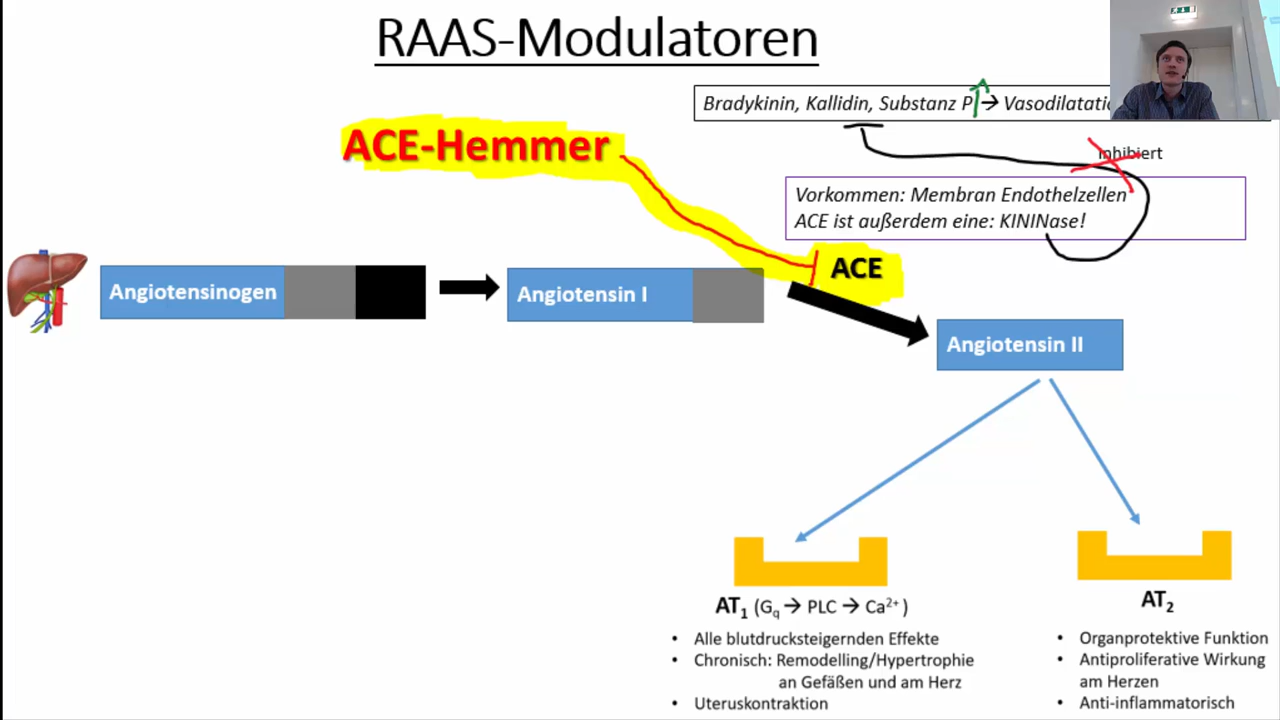 RAAS-Modulatoren
Bradykinin, Kallidin, Substanz P → Vasodilatatio
ACE-Hemmer
inhibiert
Vorkommen: Membran Endothelzellen
ACE ist außerdem eine: KININase!
ACE
Angiotensinogen
Angiotensin I
Angiotensin II
AT₁ (Gq → PLC → Ca²⁺ )
• Alle blutdrucksteigernden Effekte
• Chronisch: Remodelling/Hypertrophie
an Gefäßen und am Herz
• Uteruskontraktion
AT₂
• Organprotektive Funktion
• Antiproliferative Wirkung
am Herzen
• Anti-inflammatorisch